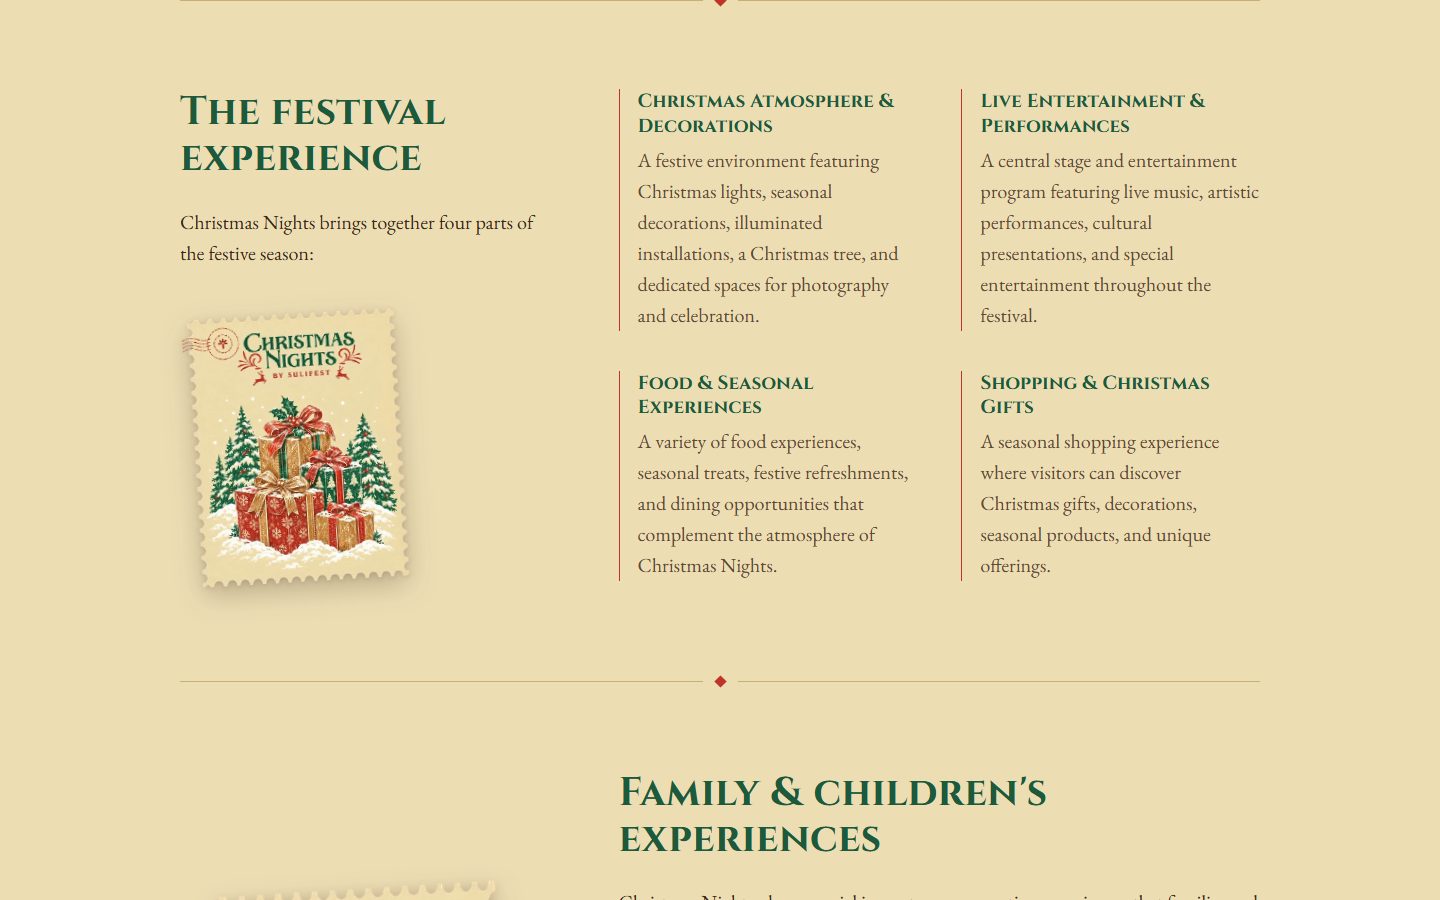 The festival
experience
Christmas Nights brings together four parts of
the festive season:
Christmas
Nights
by Sulifest
Christmas Atmosphere &
Decorations
A festive environment featuring
Christmas lights, seasonal
decorations, illuminated
installations, a Christmas tree, and
dedicated spaces for photography
and celebration.
Live Entertainment &
Performances
A central stage and entertainment
program featuring live music, artistic
performances, cultural
presentations, and special
entertainment throughout the
festival.
Food & Seasonal
Experiences
A variety of food experiences,
seasonal treats, festive refreshments,
and dining opportunities that
complement the atmosphere of
Christmas Nights.
Shopping & Christmas
Gifts
A seasonal shopping experience
where visitors can discover
Christmas gifts, decorations,
seasonal products, and unique
offerings.
Family & children's
experiences